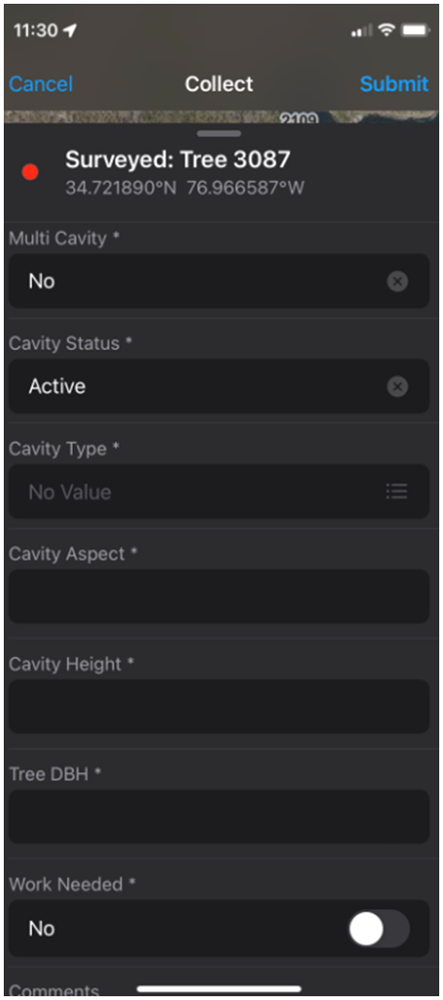 11:30
Cancel Collect Submit
2109
Surveyed: Tree 3087
34.721890°N 76.966587°W
Multi Cavity *
No
Cavity Status *
Active
Cavity Type *
No Value
Cavity Aspect *
Cavity Height *
Tree DBH *
Work Needed *
No
Comments